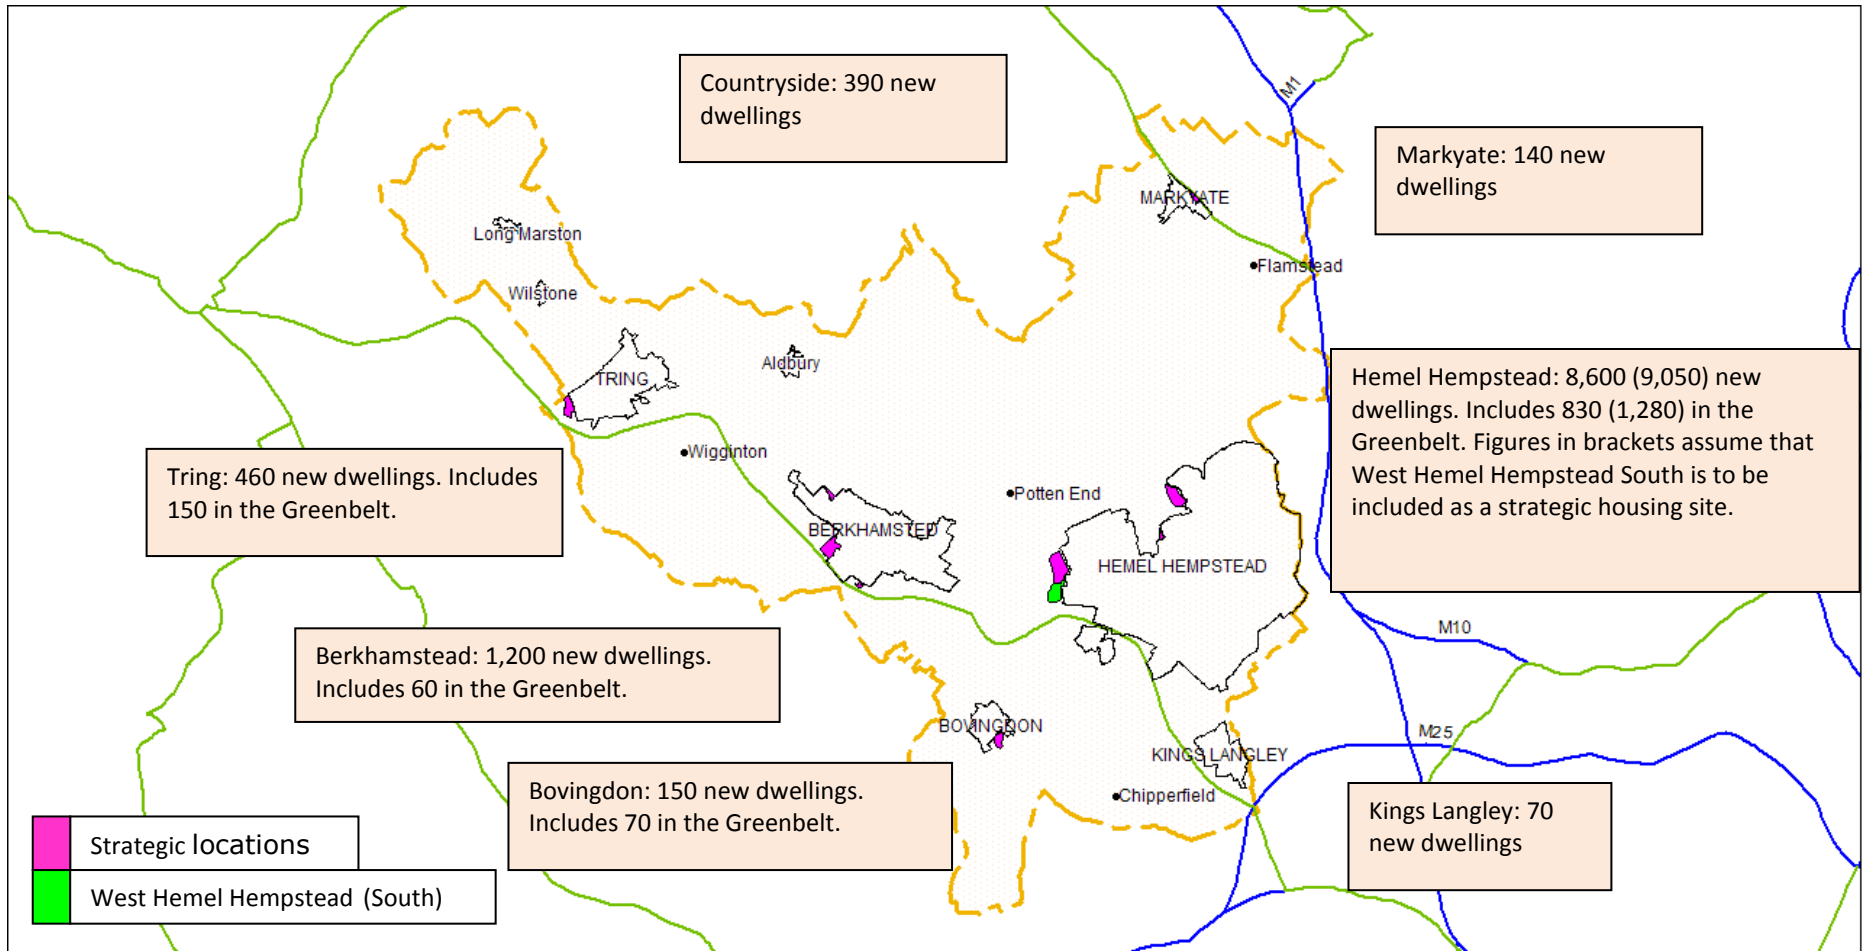 Countryside: 390 new
dwellings
M1
Markyate: 140 new
dwellings
MARKYATE
Long Marston
Flamstead
Wilstone
Aldbury
TRING
Hemel Hempstead: 8,600 (9,050) new
dwellings. Includes 830 (1,280) in the
Greenbelt. Figures in brackets assume that
West Hemel Hempstead South is to be
included as a strategic housing site.
Wigginton
Tring: 460 new dwellings. Includes
150 in the Greenbelt.
Potten End
BERKHAMSTED
HEMEL HEMPSTEAD
M10
Berkhamstead: 1,200 new dwellings.
Includes 60 in the Greenbelt.
BOVINGDON
M25
KINGS LANGLEY
Bovingdon: 150 new dwellings.
Includes 70 in the Greenbelt.
Chipperfield
Kings Langley: 70
new dwellings
Strategic locations
West Hemel Hempstead (South)